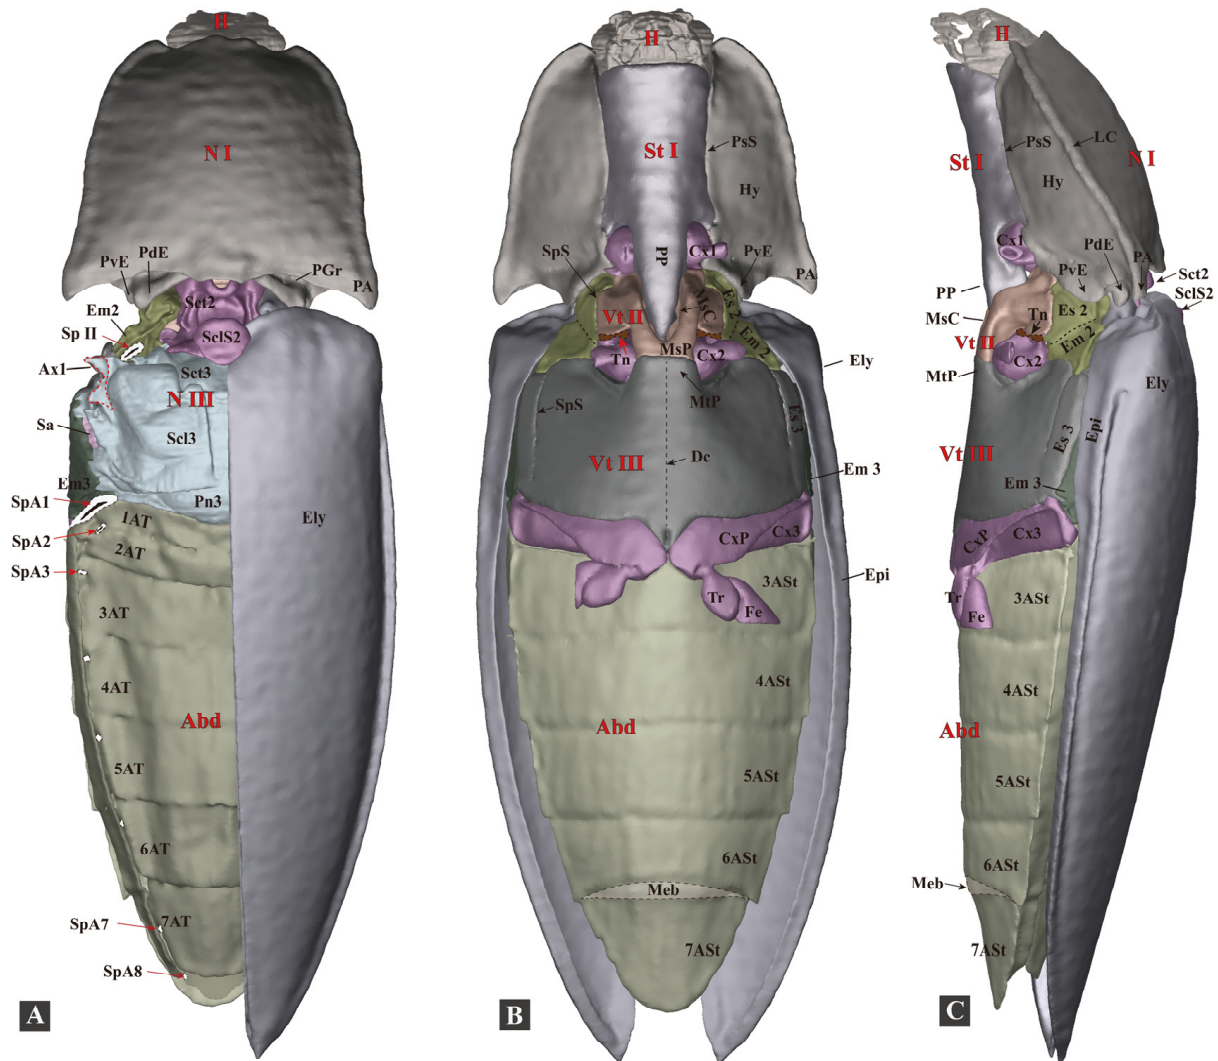 H
N I
PvE
PdE
PGr
PA
Em2
Sct2
Sp II
SclS2
Ax1
Sct3
N III
Sa
Scl3
Em3
SpA1
Pn3
1AT
SpA2
2AT
SpA3
3AT
Ely
4AT
Abd
5AT
6AT
SpA7
7AT
SpA8
A
H
St I
PsS
Hy
SpS
PP
Cx1
PvE
PA
Es 2
MsC
Vt II
Em 2
MsP
Tn
Cx2
Ely
MtP
SpS
Es 3
Vt III
Dc
Em 3
CxP
Cx3
Epi
3ASt
Tr
Fe
4ASt
Abd
5ASt
6ASt
Meb
7ASt
B
H
PsS
LC
St I
N I
Hy
Cx1
PdE
PA
PvE
Sct2
PP
SclS2
MsC
Tn
Es 2
Vt II
Em 2
Cx2
MtP
Ely
Es 3
Epi
Vt III
Em 3
CxP
Cx3
Tr
3ASt
Fe
4ASt
Abd
5ASt
6ASt
Meb
7ASt
C